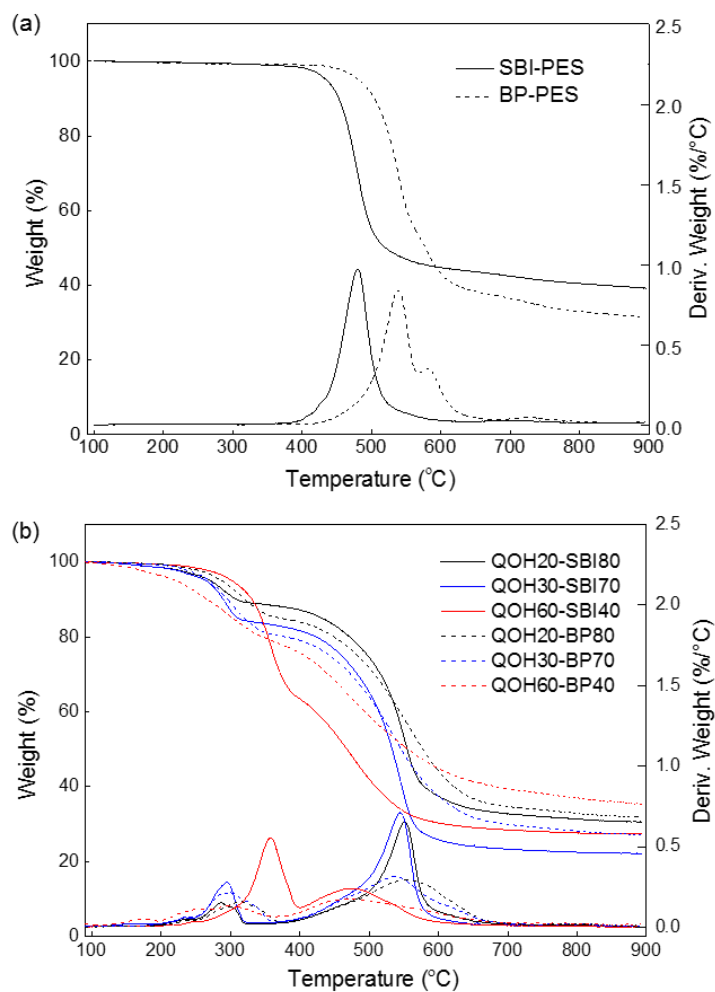 (a)
2.5
100
SBI-PES
BP-PES
2.0
80
1.5
60
1.0
40
0.5
20
0.0
0
100 200 300 400 500 600 700 800 900
Weight (%)
Deriv. Weight (%/°C)
Temperature (°C)
(b)
2.5
100
QOH20-SBI80
QOH30-SBI70
QOH60-SBI40
QOH20-BP80
QOH30-BP70
QOH60-BP40
2.0
80
1.5
60
1.0
40
0.5
20
0.0
0
100 200 300 400 500 600 700 800 900
Weight (%)
Deriv. Weight (%/°C)
Temperature (°C)